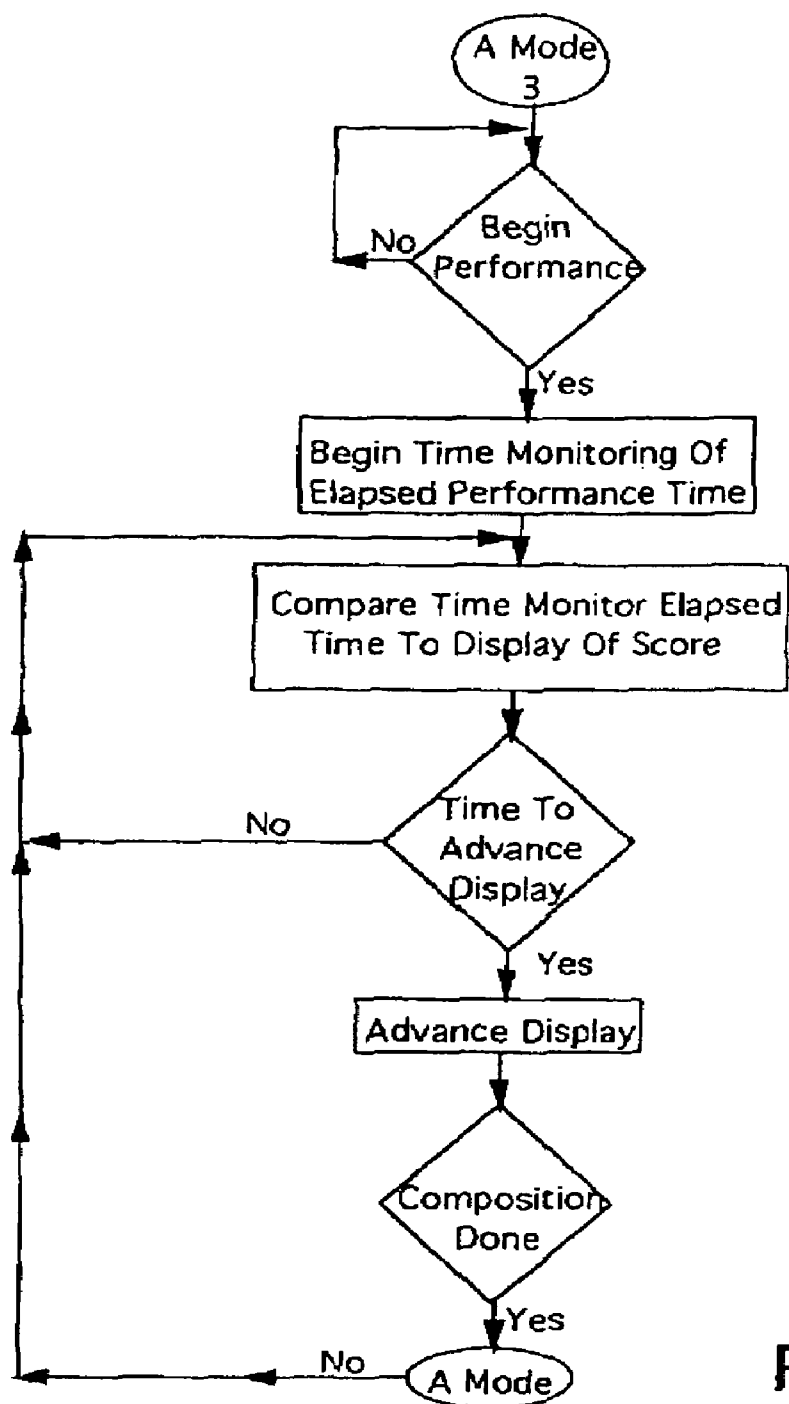 A Mode
3
No
Begin
Performance
Yes
Begin Time Monitoring Of
Elapsed Performance Time
Compare Time Monitor Elapsed
Time To Display Of Score
No
Time To
Advance
Display
Yes
Advance Display
Composition
Done
Yes
No
A Mode